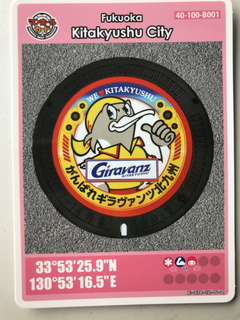 Fukuoka
40-100-B001
Kitakyushu City
WE ♥ KITAKYUSHU
Giravanz
KITAKYUSHU
がんばれギラヴァンツ北九州
33°53'25.9"N
130°53'16.5"E